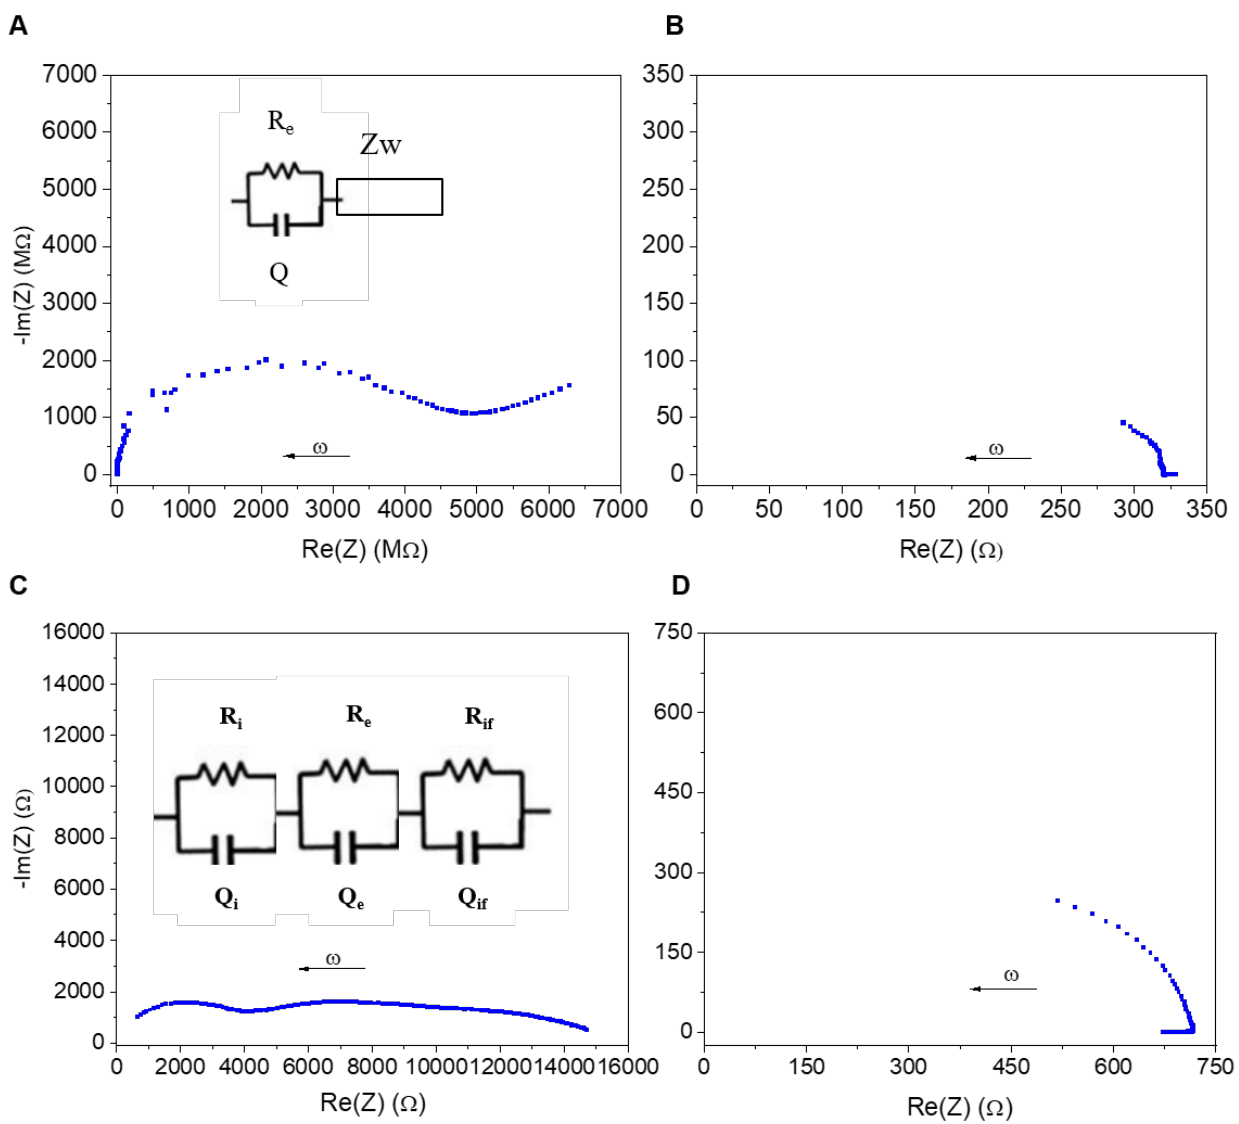 A
7000
6000
5000
4000
3000
2000
1000
0
-Im(Z) (MΩ)
Re
Zw
Q
ω
0 1000 2000 3000 4000 5000 6000 7000
Re(Z) (MΩ)
B
350
300
250
200
150
100
50
0
ω
0 50 100 150 200 250 300 350
Re(Z) (Ω)
C
16000
14000
12000
10000
8000
6000
4000
2000
0
-Im(Z) (Ω)
Ri Re Rif
Qi Qe Qif
ω
0 2000 4000 6000 8000 10000 12000 14000 16000
Re(Z) (Ω)
D
750
600
450
300
150
0
ω
0 150 300 450 600 750
Re(Z) (Ω)